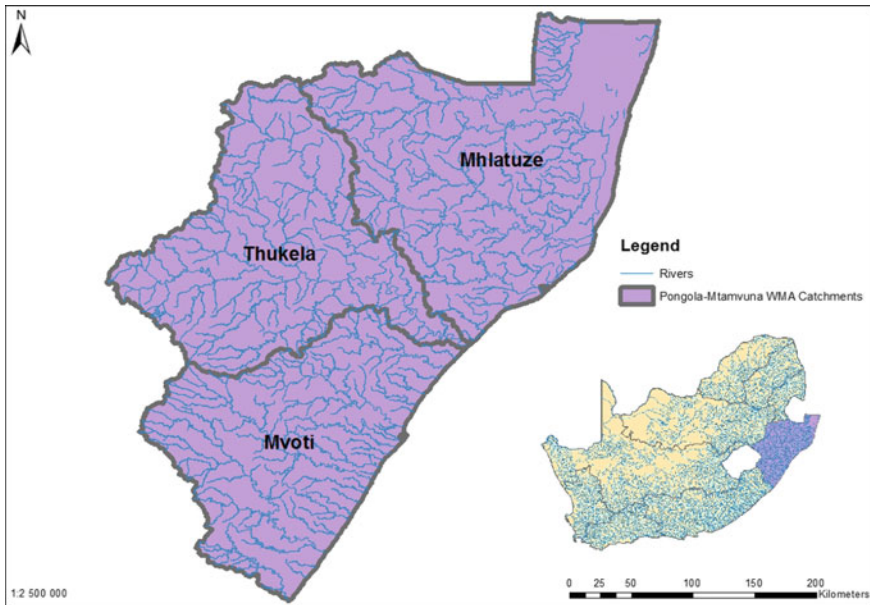 N
Mhlatuze
Thukela
Mvoti
Legend
Rivers
Pongola-Mtamvuna WMA Catchments
1:2 500 000
0 25 50 100 150 200
Kilometers